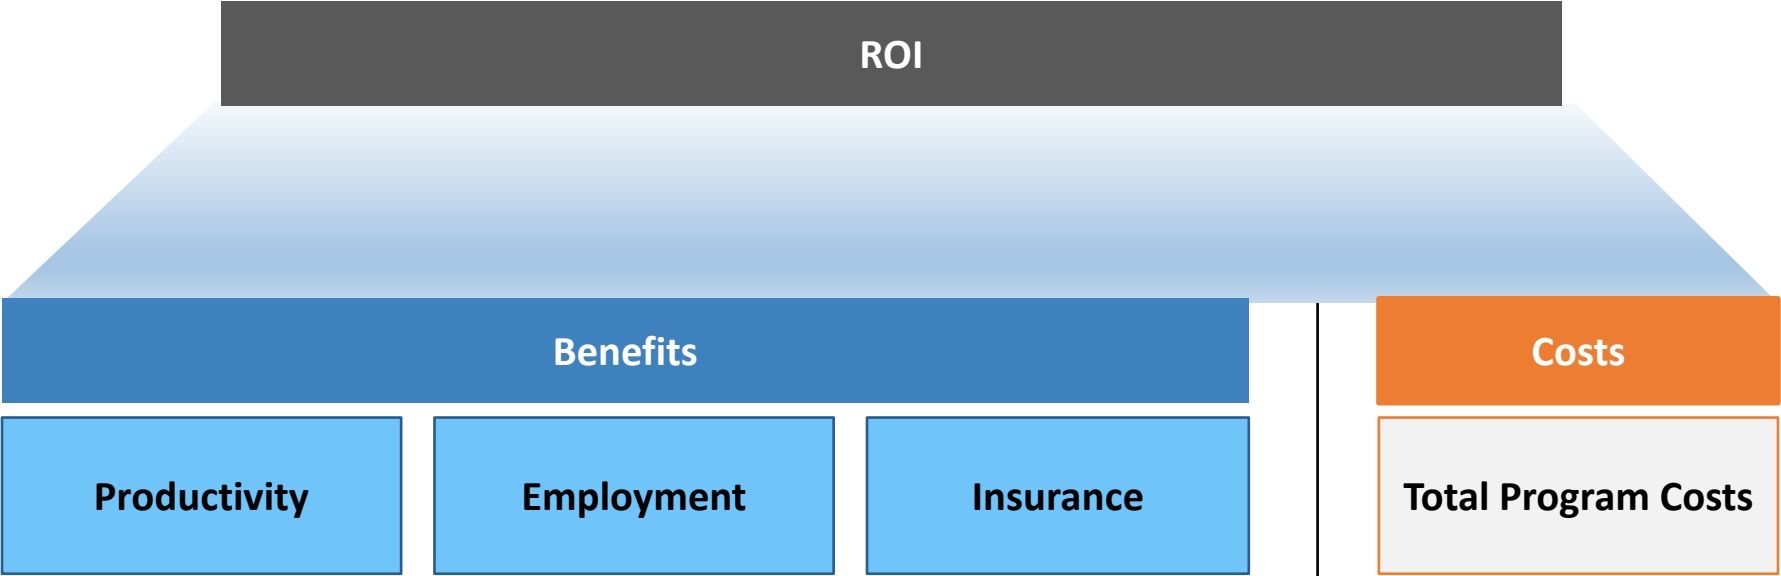 ROI
Benefits
Costs
Productivity
Employment
Insurance
Total Program Costs